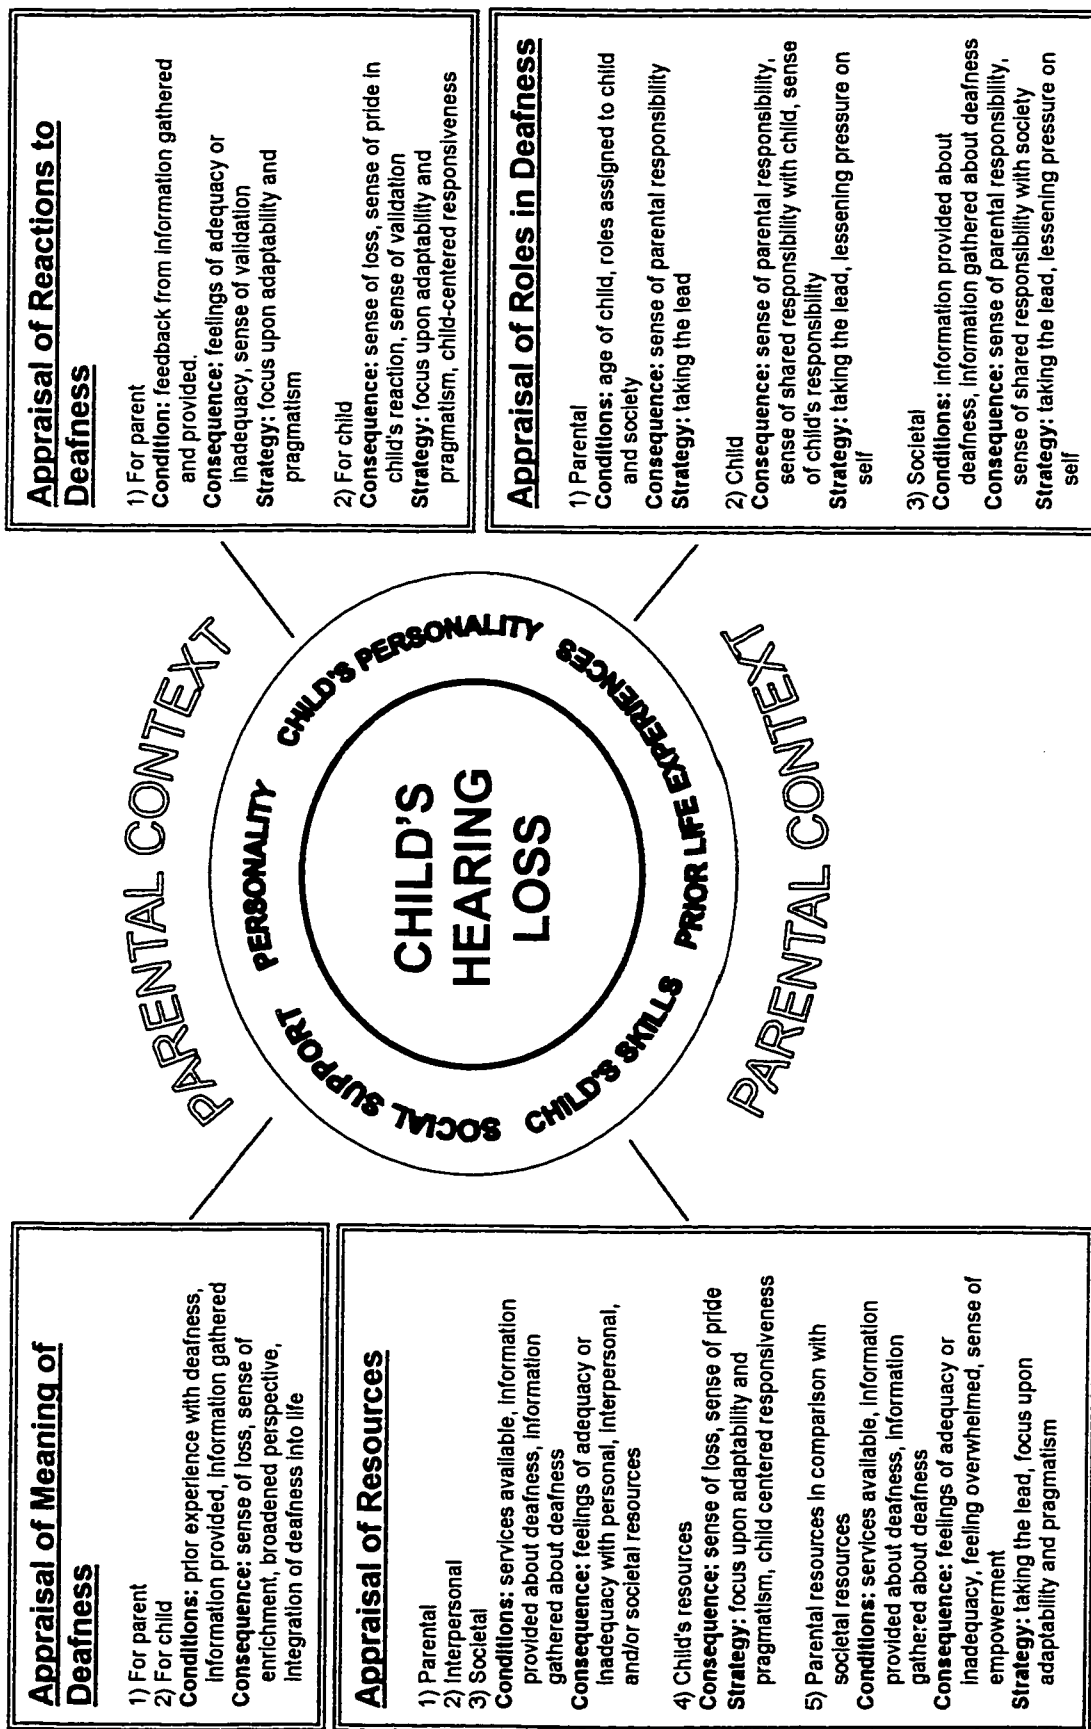 Appraisal of Meaning of
Deafness
1) For parent
2) For child
Conditions: prior experience with deafness,
information provided, information gathered
Consequence: sense of loss, sense of
enrichment, broadened perspective,
integration of deafness into life
Appraisal of Resources
1) Parental
2) Interpersonal
3) Societal
Conditions: services available, information
provided about deafness, information
gathered about deafness
Consequence: feelings of adequacy or
inadequacy with personal, interpersonal,
and/or societal resources
4) Child's resources
Consequence: sense of loss, sense of pride
Strategy: focus upon adaptability and
pragmatism, child centered responsiveness
5) Parental resources in comparison with
societal resources
Conditions: services available, information
provided about deafness, information
gathered about deafness
Consequence: feelings of adequacy or
inadequacy, feeling overwhelmed, sense of
empowerment
Strategy: taking the lead, focus upon
adaptability and pragmatism
PARENTAL CONTEXT
SOCIAL SUPPORT PERSONALITY CHILD'S PERSONALITY
CHILD'S
HEARING
LOSS
CHILD'S SKILLS PRIOR LIFE EXPERIENCES
PARENTAL CONTEXT
Appraisal of Reactions to
Deafness
1) For parent
Condition: feedback from information gathered
and provided.
Consequence: feelings of adequacy or
inadequacy, sense of validation
Strategy: focus upon adaptability and
pragmatism
2) For child
Consequence: sense of loss, sense of pride in
child's reaction, sense of validation
Strategy: focus upon adaptability and
pragmatism, child-centered responsiveness
Appraisal of Roles in Deafness
1) Parental
Conditions: age of child, roles assigned to child
and society
Consequence: sense of parental responsibility
Strategy: taking the lead
2) Child
Consequence: sense of parental responsibility,
sense of shared responsibility with child, sense
of child's responsibility
Strategy: taking the lead, lessening pressure on
self
3) Societal
Conditions: information provided about
deafness, information gathered about deafness
Consequence: sense of parental responsibility,
sense of shared responsibility with society
Strategy: taking the lead, lessening pressure on
self